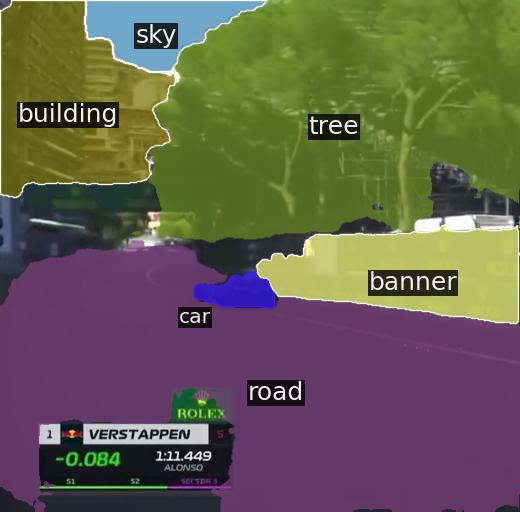 sky
building
tree
banner
car
road
ROLEX
1 VERSTAPPEN 5
-0.084 1:11.449
ALONSO
S1 S2 SECTOR 3